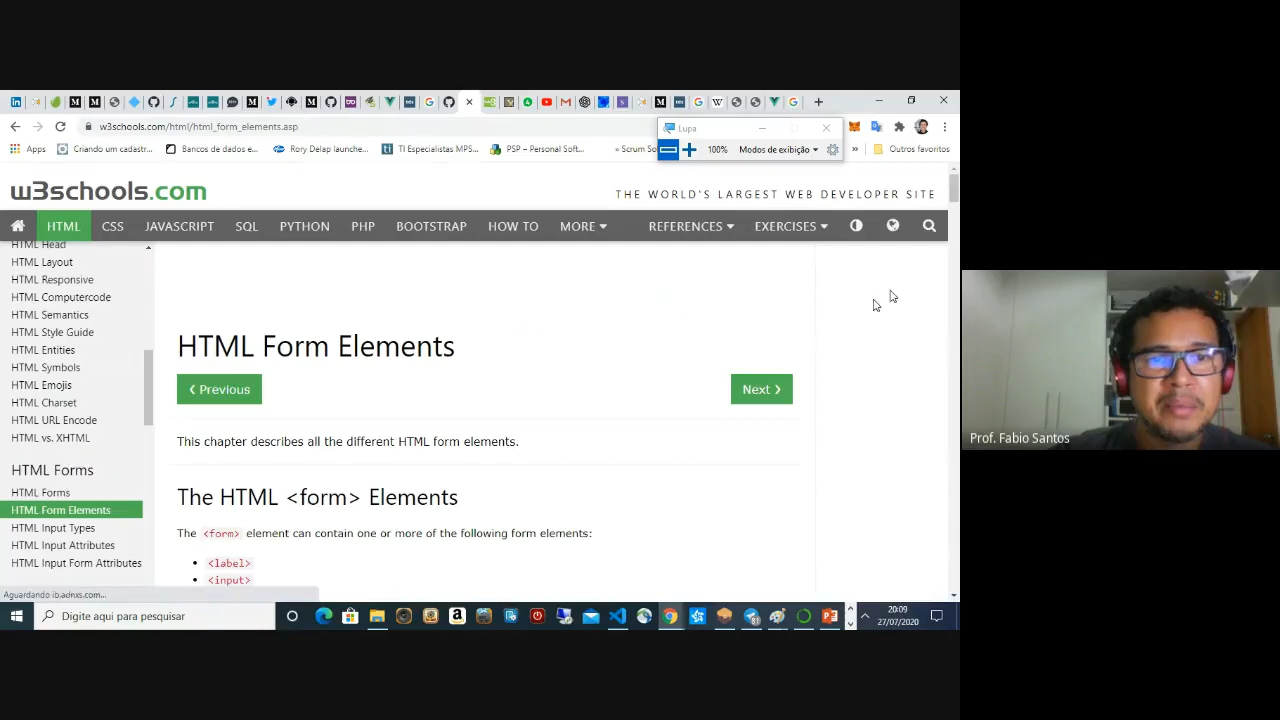 w3schools.com/html/html_form_elements.asp
Lupa
Apps
Criando um cadastr...
Bancos de dados e...
Rory Delap launche...
TI Especialistas MPS...
PSP – Personal Soft...
» Scrum So
100%
Modos de exibição
»
Outros favoritos
w3schools.com
THE WORLD'S LARGEST WEB DEVELOPER SITE
HTML
CSS
JAVASCRIPT
SQL
PYTHON
PHP
BOOTSTRAP
HOW TO
MORE
REFERENCES
EXERCISES
HTML Head
HTML Layout
HTML Responsive
HTML Computercode
HTML Semantics
HTML Style Guide
HTML Entities
HTML Symbols
HTML Emojis
HTML Charset
HTML URL Encode
HTML vs. XHTML
HTML Forms
HTML Forms
HTML Form Elements
HTML Input Types
HTML Input Attributes
HTML Input Form Attributes
HTML Form Elements
❮ Previous
Next ❯
This chapter describes all the different HTML form elements.
The HTML <form> Elements
The <form> element can contain one or more of the following form elements:
<label>
<input>
Aguardando ib.adnxs.com...
Digite aqui para pesquisar
20:09
27/07/2020
Prof. Fabio Santos